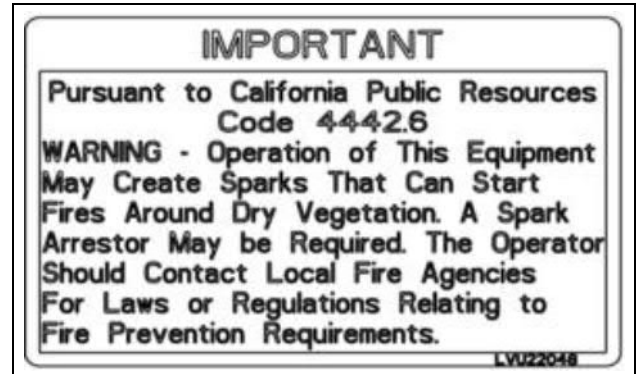 IMPORTANT
Pursuant to California Public Resources
Code 4442.6
WARNING - Operation of This Equipment
May Create Sparks That Can Start
Fires Around Dry Vegetation. A Spark
Arrestor May be Required. The Operator
Should Contact Local Fire Agencies
For Laws or Regulations Relating to
Fire Prevention Requirements.
LVU22048